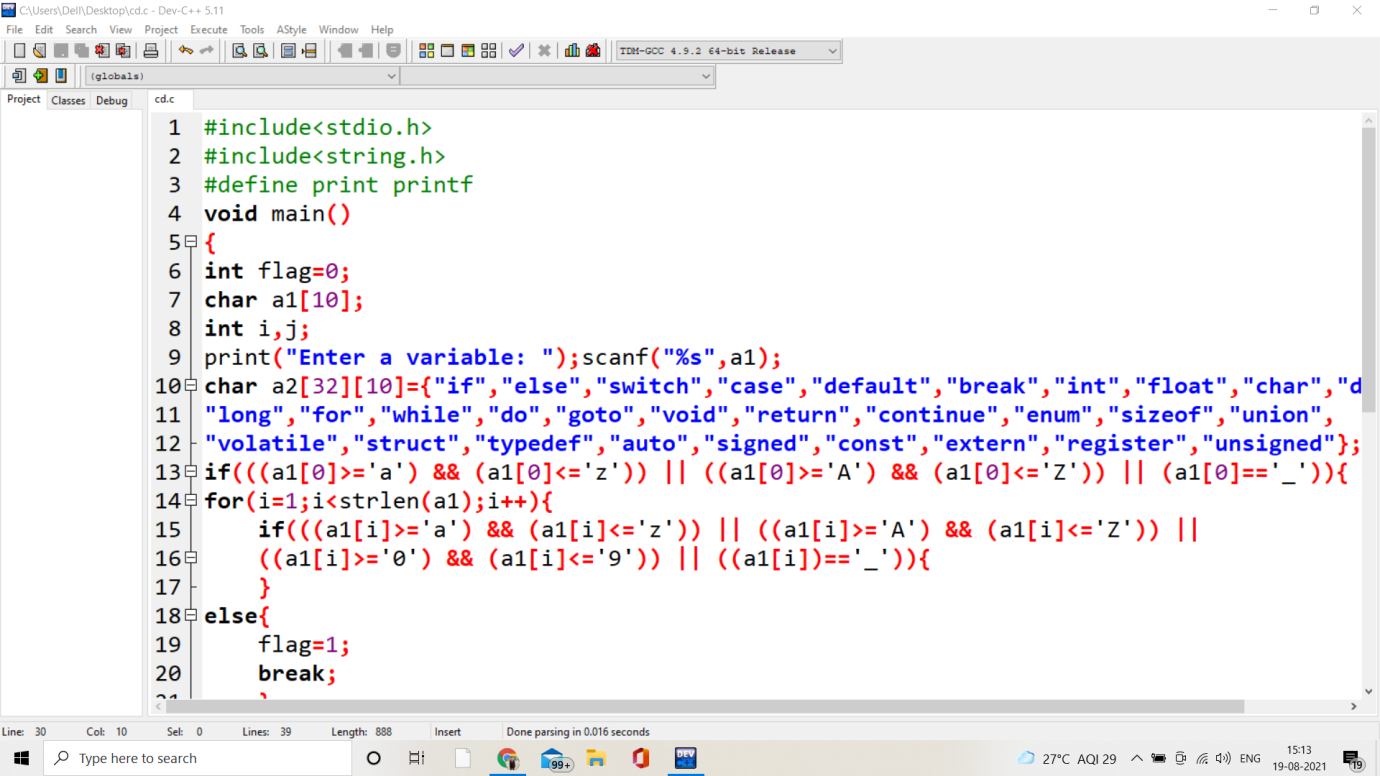 C:\Users\Dell\Desktop\cd.c - Dev-C++ 5.11
File Edit Search View Project Execute Tools AStyle Window Help
TDM-GCC 4.9.2 64-bit Release
(globals)
Project Classes Debug cd.c
1 #include<stdio.h>
2 #include<string.h>
3 #define print printf
4 void main()
5 {
6 int flag=0;
7 char a1[10];
8 int i,j;
9 print("Enter a variable: ");scanf("%s",a1);
10 char a2[32][10]={"if","else","switch","case","default","break","int","float","char","d
11 "long","for","while","do","goto","void","return","continue","enum","sizeof","union",
12 "volatile","struct","typedef","auto","signed","const","extern","register","unsigned"};
13 if(((a1[0]>='a') && (a1[0]<='z')) || ((a1[0]>='A') && (a1[0]<='Z')) || (a1[0]=='_')){
14 for(i=1;i<strlen(a1);i++){
15 if(((a1[i]>='a') && (a1[i]<='z')) || ((a1[i]>='A') && (a1[i]<='Z')) ||
16 ((a1[i]>='0') && (a1[i]<='9')) || ((a1[i])=='_')){
17 }
18 else{
19 flag=1;
20 break;
Line: 30 Col: 10 Sel: 0 Lines: 39 Length: 888 Insert Done parsing in 0.016 seconds
Type here to search
99+
DEV
27°C AQI 29
ENG
15:13
19-08-2021
19